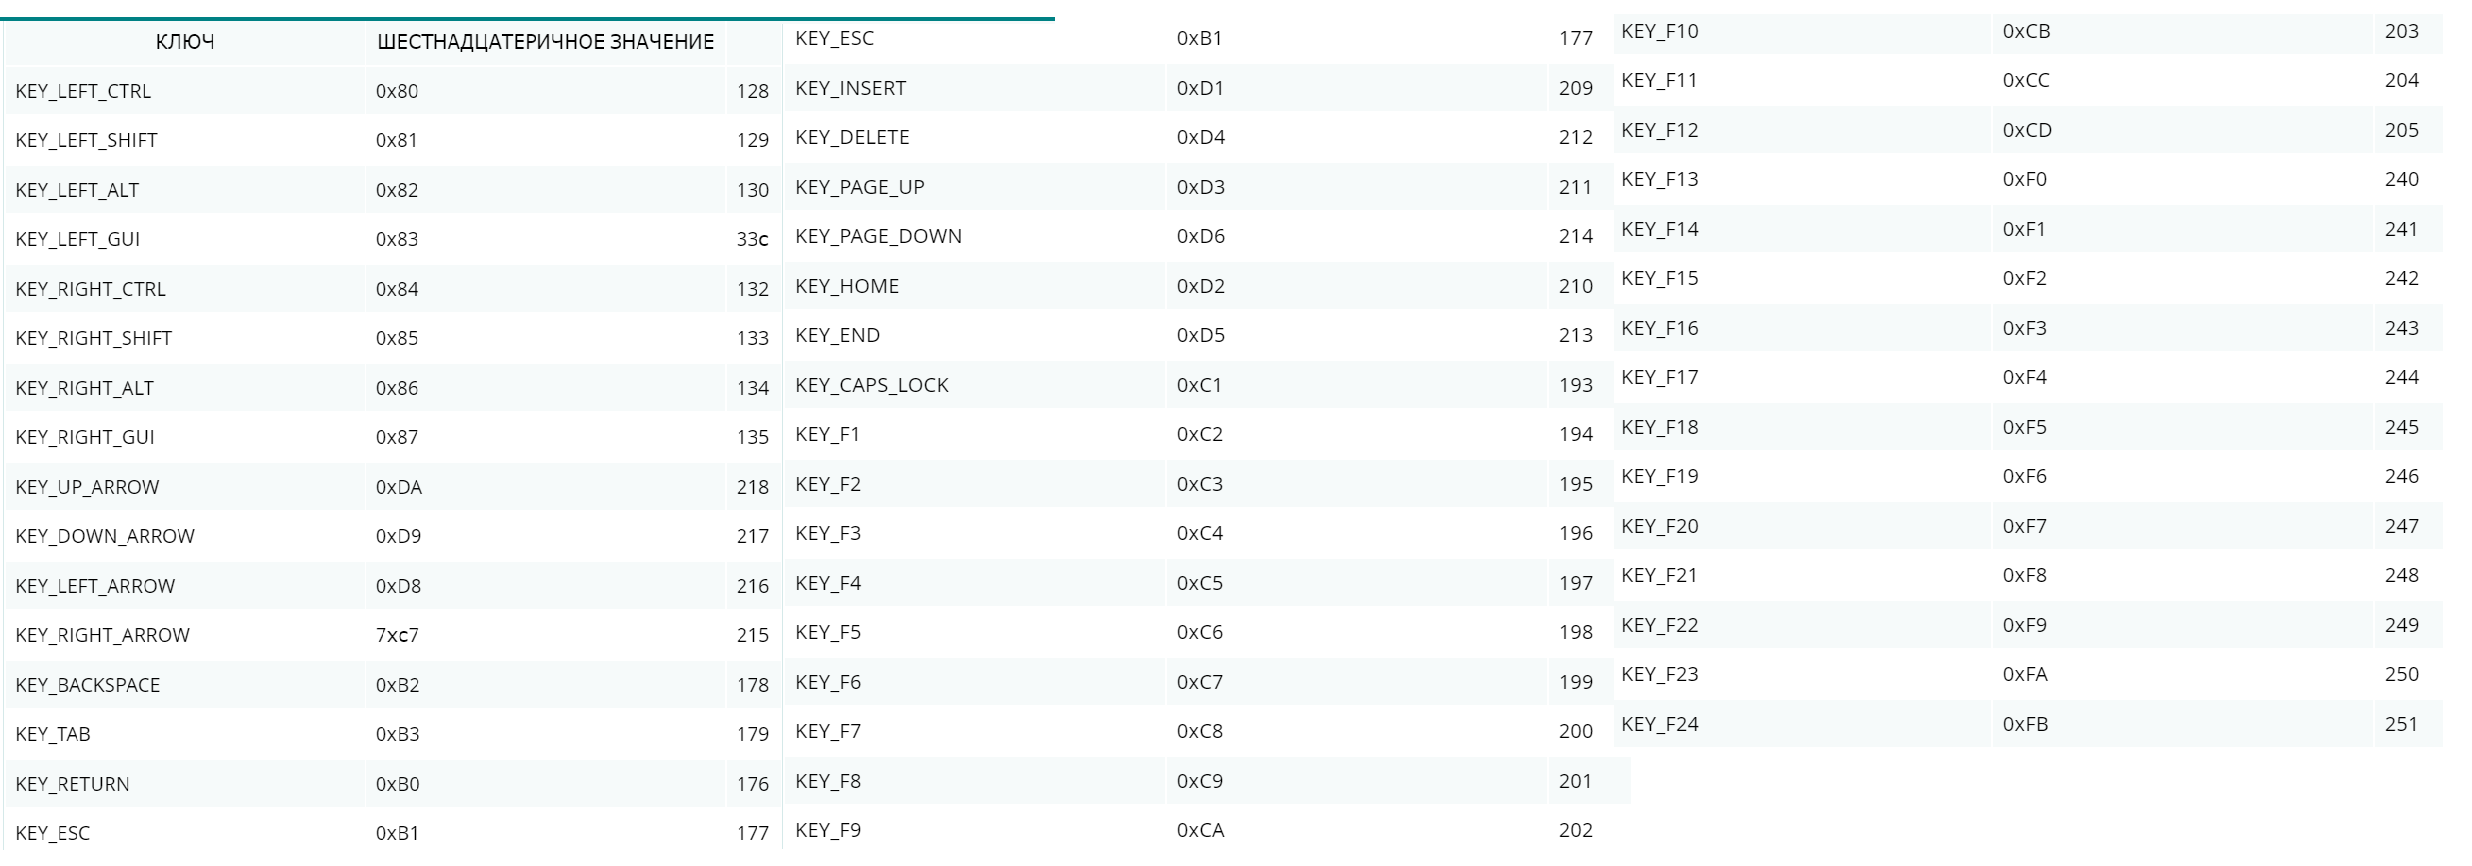 КЛЮЧ ШЕСТНАДЦАТЕРИЧНОЕ ЗНАЧЕНИЕ
KEY_LEFT_CTRL 0x80 128
KEY_LEFT_SHIFT 0x81 129
KEY_LEFT_ALT 0x82 130
KEY_LEFT_GUI 0x83 33с
KEY_RIGHT_CTRL 0x84 132
KEY_RIGHT_SHIFT 0x85 133
KEY_RIGHT_ALT 0x86 134
KEY_RIGHT_GUI 0x87 135
KEY_UP_ARROW 0xDA 218
KEY_DOWN_ARROW 0xD9 217
KEY_LEFT_ARROW 0xD8 216
KEY_RIGHT_ARROW 7xc7 215
KEY_BACKSPACE 0xB2 178
KEY_TAB 0xB3 179
KEY_RETURN 0xB0 176
KEY_ESC 0xB1 177
KEY_ESC 0xB1 177
KEY_INSERT 0xD1 209
KEY_DELETE 0xD4 212
KEY_PAGE_UP 0xD3 211
KEY_PAGE_DOWN 0xD6 214
KEY_HOME 0xD2 210
KEY_END 0xD5 213
KEY_CAPS_LOCK 0xC1 193
KEY_F1 0xC2 194
KEY_F2 0xC3 195
KEY_F3 0xC4 196
KEY_F4 0xC5 197
KEY_F5 0xC6 198
KEY_F6 0xC7 199
KEY_F7 0xC8 200
KEY_F8 0xC9 201
KEY_F9 0xCA 202
KEY_F10 0xCB 203
KEY_F11 0xCC 204
KEY_F12 0xCD 205
KEY_F13 0xF0 240
KEY_F14 0xF1 241
KEY_F15 0xF2 242
KEY_F16 0xF3 243
KEY_F17 0xF4 244
KEY_F18 0xF5 245
KEY_F19 0xF6 246
KEY_F20 0xF7 247
KEY_F21 0xF8 248
KEY_F22 0xF9 249
KEY_F23 0xFA 250
KEY_F24 0xFB 251